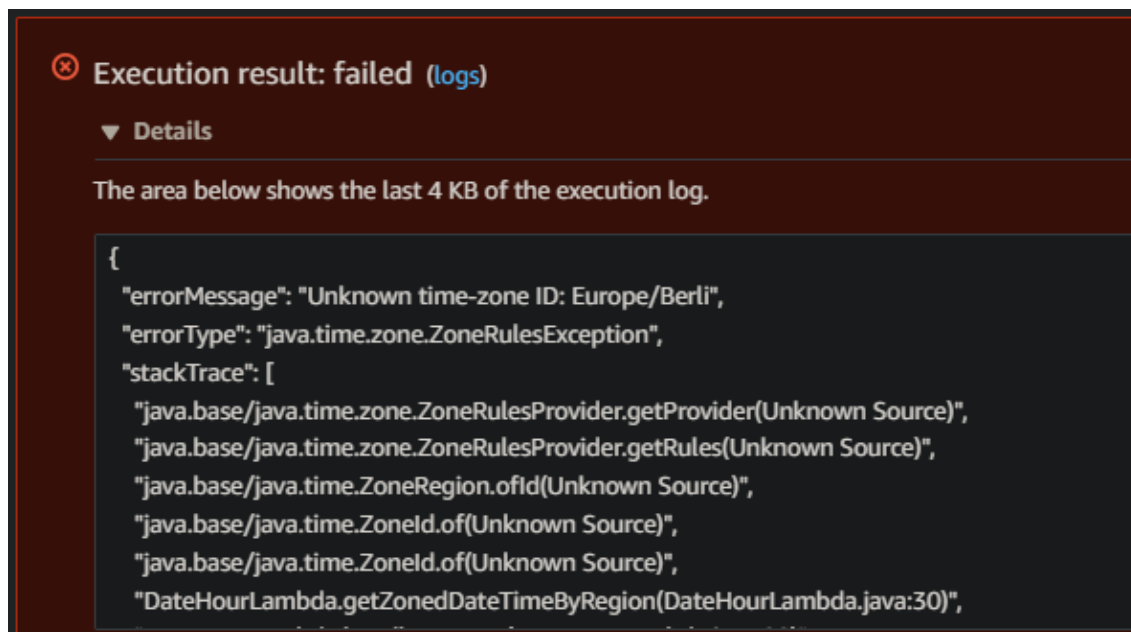 Execution result: failed (logs)
▼ Details
The area below shows the last 4 KB of the execution log.
{
"errorMessage": "Unknown time-zone ID: Europe/Berli",
"errorType": "java.time.zone.ZoneRulesException",
"stackTrace": [
"java.base/java.time.zone.ZoneRulesProvider.getProvider(Unknown Source)",
"java.base/java.time.zone.ZoneRulesProvider.getRules(Unknown Source)",
"java.base/java.time.ZoneRegion.ofId(Unknown Source)",
"java.base/java.time.ZoneId.of(Unknown Source)",
"java.base/java.time.ZoneId.of(Unknown Source)",
"DateHourLambda.getZonedDateTimeByRegion(DateHourLambda.java:30)",